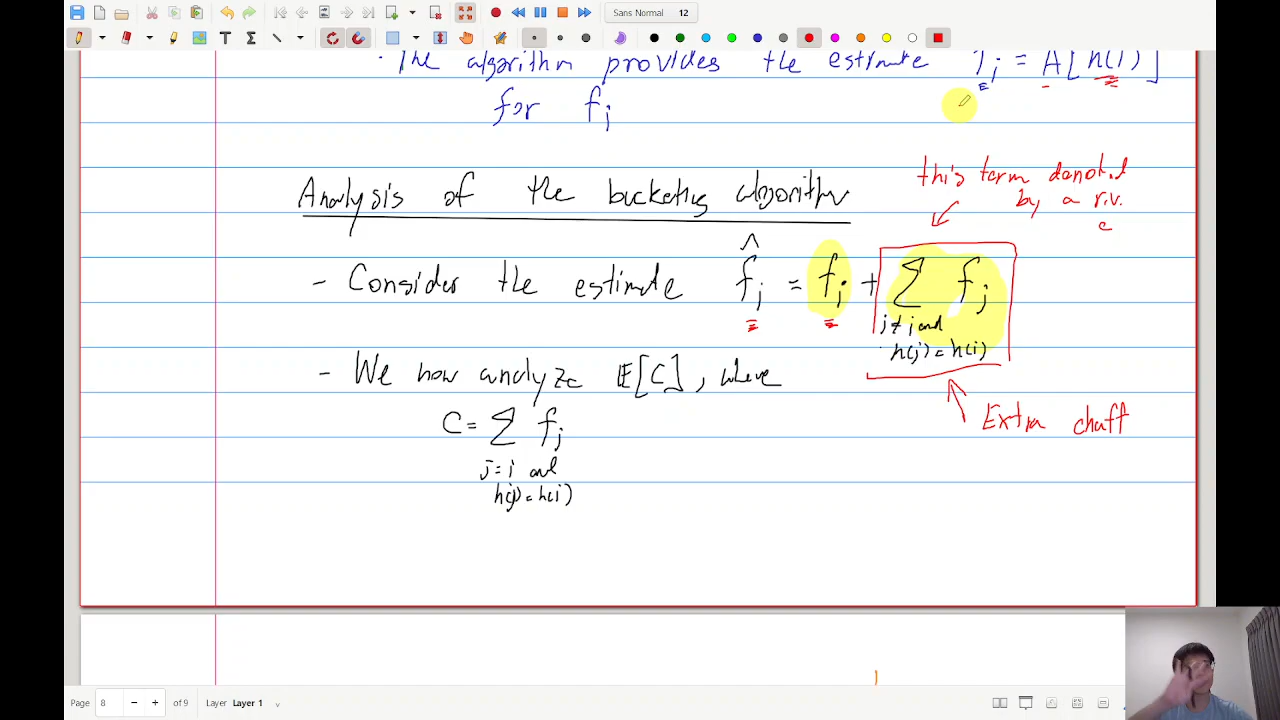 Sans Normal 12
- The algorithm provides the estimate f̂i = A[h(i)]
for fi
Analysis of the bucketing algorithm
this term denoted
by a r.v.
c
- Consider the estimate f̂i = fi + Σ fj
j ≠ i and
h(j) = h(i)
- We now analyze 𝔼[C], where
C = Σ fj
j = i and
h(j) = h(i)
Extra chaff
Page 8 of 9 Layer Layer 1